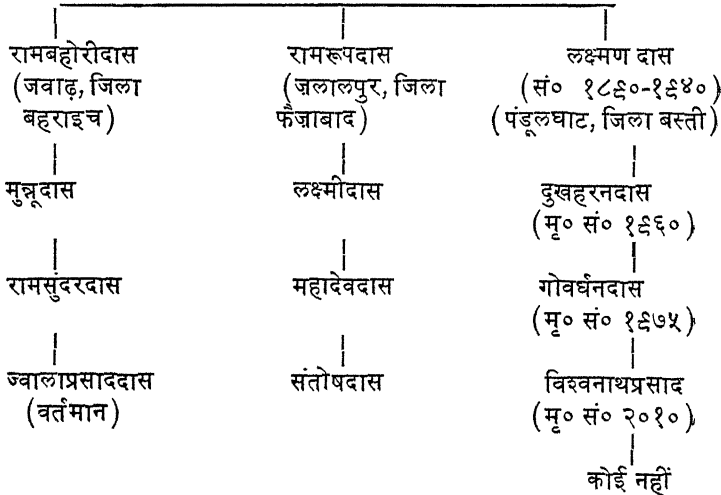 रामबहोरीदास रामरूपदास लक्ष्मण दास
(जवाढ़, जिला (जलालपुर, जिला (सं० १८९०-१९४०)
बहराइच) फैज़ाबाद) (पंडूलघाट, जिला बस्ती)
मुन्नूदास लक्ष्मीदास दुखहरनदास
(मृ० सं० १९६०)
रामसुंदरदास महादेवदास गोवर्धनदास
(मृ० सं० १९७५)
ज्वालाप्रसाददास संतोषदास विश्वनाथप्रसाद
(वर्तमान) (मृ० सं० २०१०)
कोई नहीं